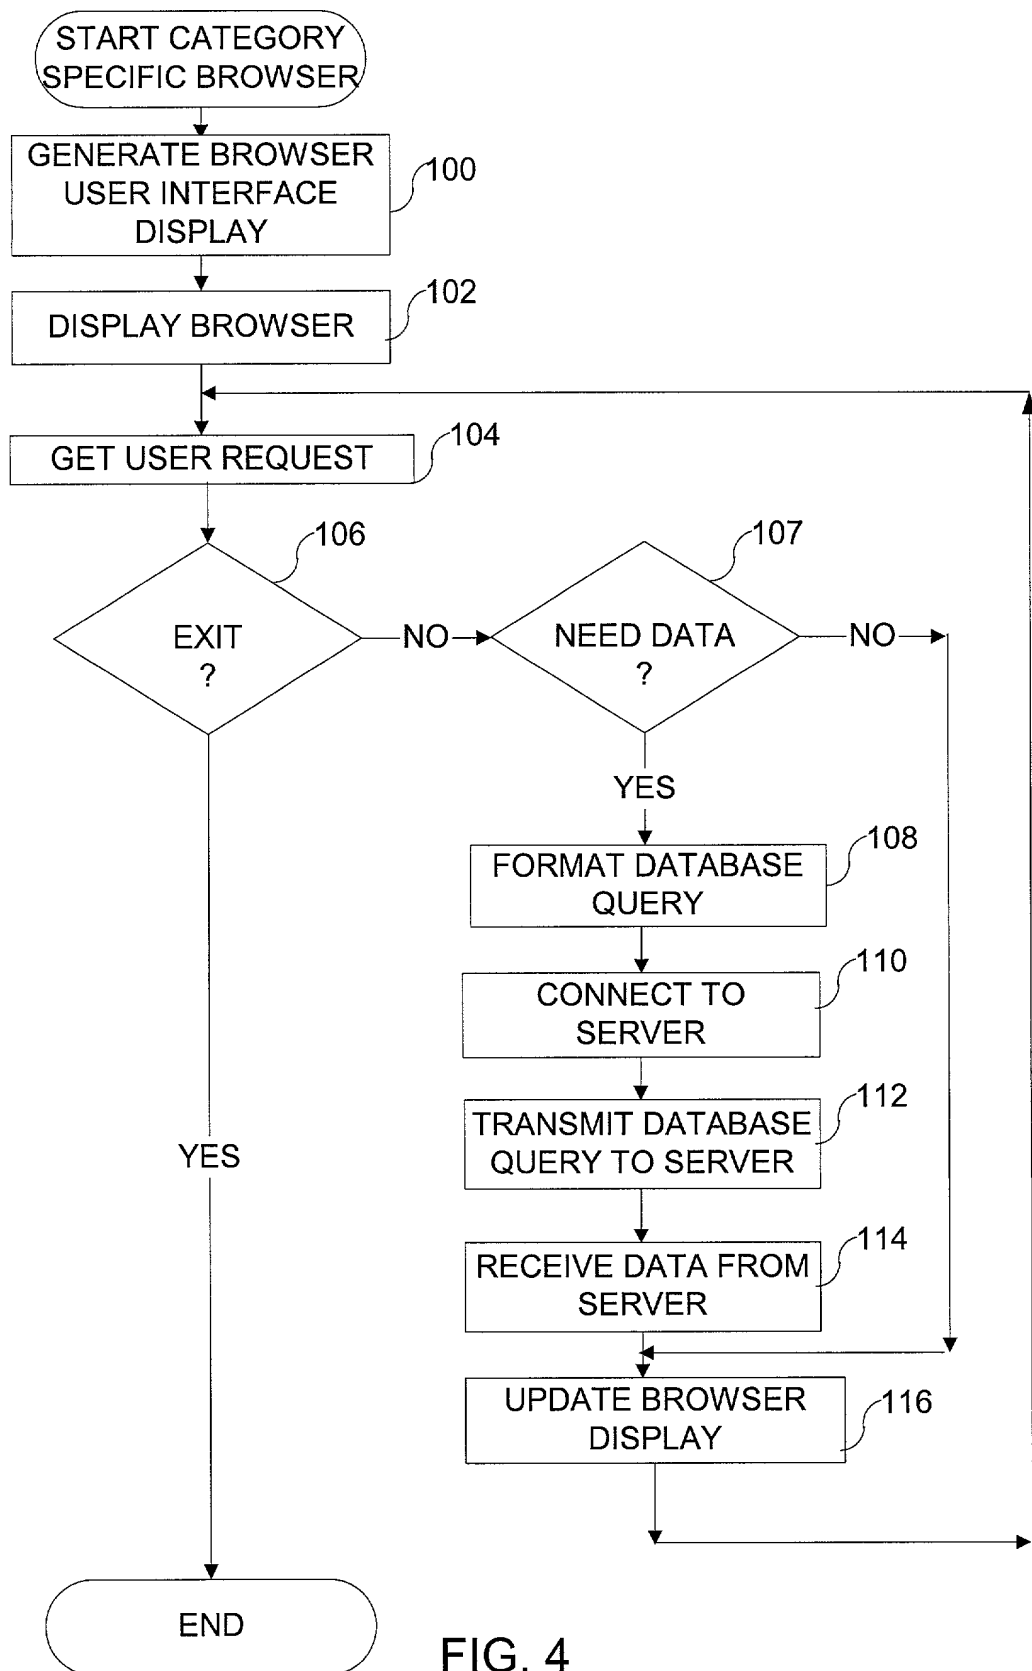 START CATEGORY
SPECIFIC BROWSER
GENERATE BROWSER
USER INTERFACE
DISPLAY
100
DISPLAY BROWSER
102
GET USER REQUEST
104
EXIT
?
106
NO
NEED DATA
?
107
NO
YES
FORMAT DATABASE
QUERY
108
CONNECT TO
SERVER
110
TRANSMIT DATABASE
QUERY TO SERVER
112
YES
RECEIVE DATA FROM
SERVER
114
UPDATE BROWSER
DISPLAY
116
END
FIG. 4